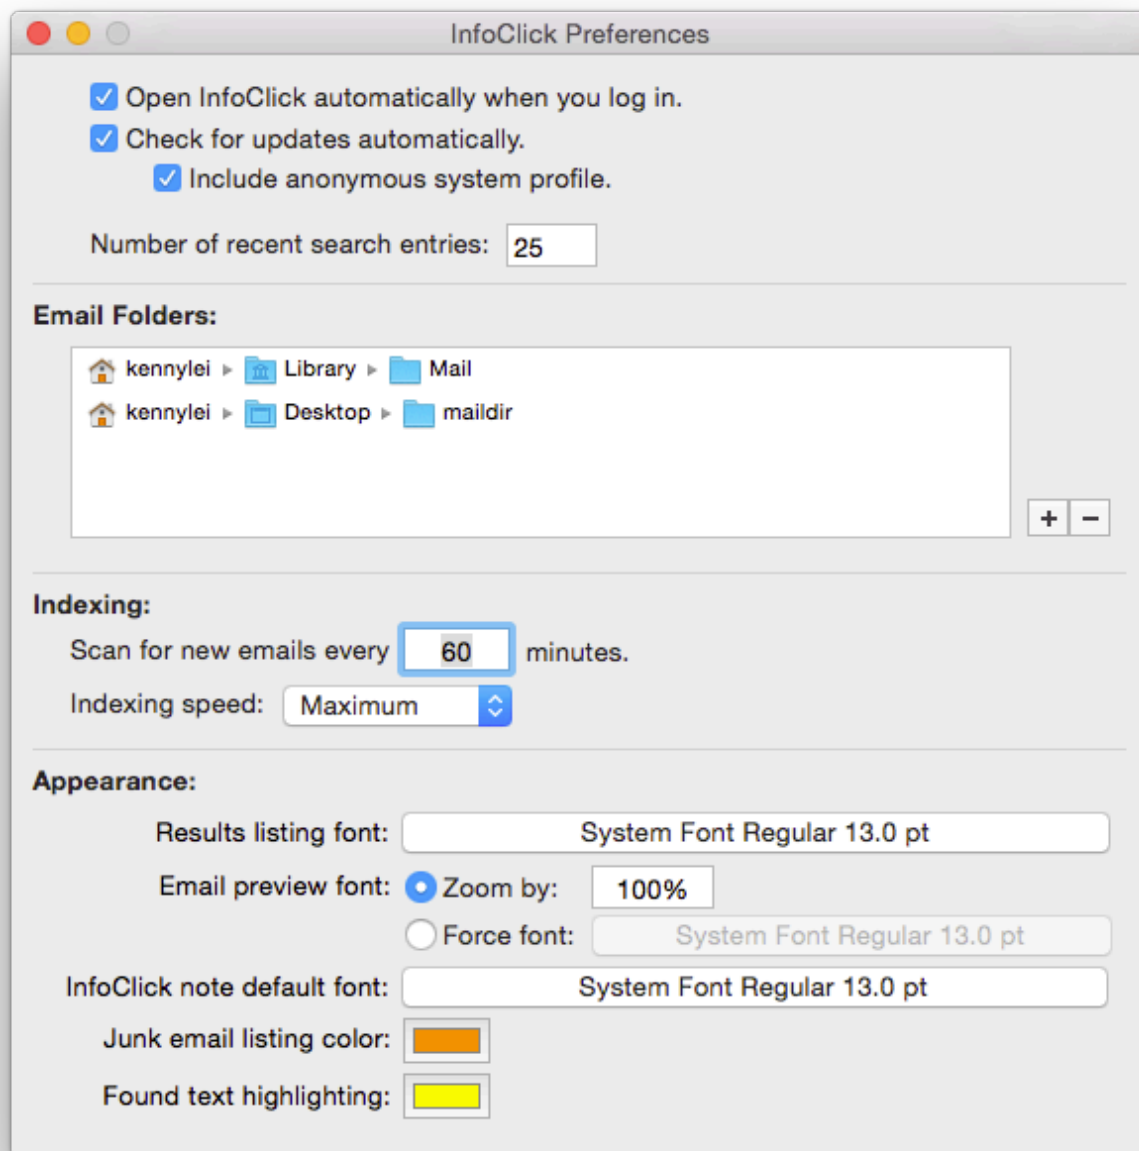 InfoClick Preferences
Open InfoClick automatically when you log in.
Check for updates automatically.
Include anonymous system profile.
Number of recent search entries: 25
Email Folders:
kennylei ▸ Library ▸ Mail
kennylei ▸ Desktop ▸ maildir
+ −
Indexing:
Scan for new emails every 60 minutes.
Indexing speed: Maximum
Appearance:
Results listing font: System Font Regular 13.0 pt
Email preview font: Zoom by: 100%
Force font: System Font Regular 13.0 pt
InfoClick note default font: System Font Regular 13.0 pt
Junk email listing color:
Found text highlighting: